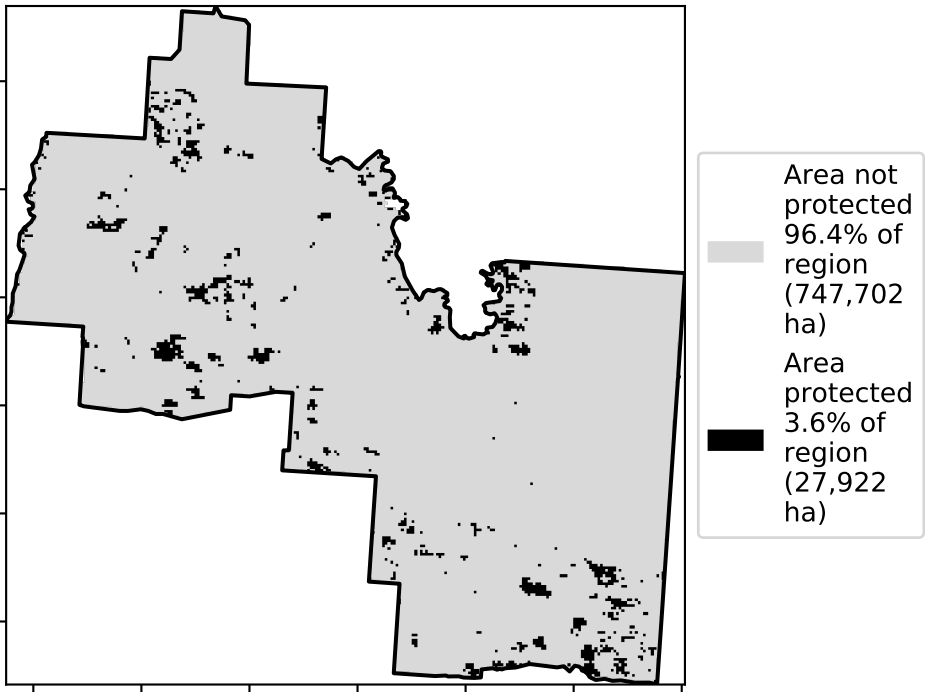 Area not
protected
96.4% of
region
(747,702
ha)
Area
protected
3.6% of
region
(27,922
ha)